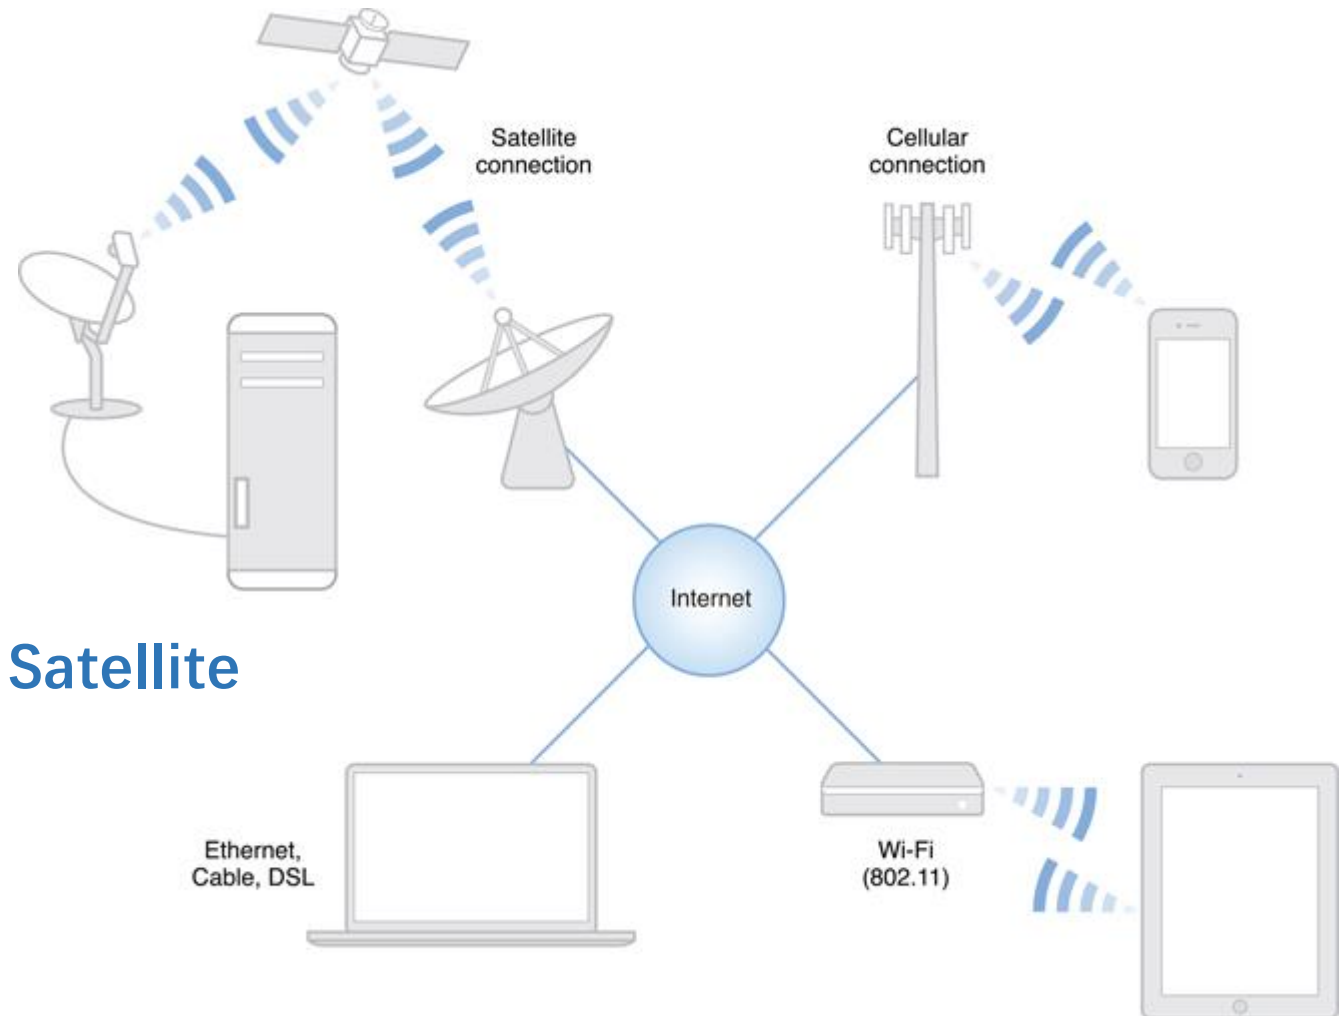 Satellite
connection
Cellular
connection
Internet
Satellite
Ethernet,
Cable, DSL
Wi-Fi
(802.11)